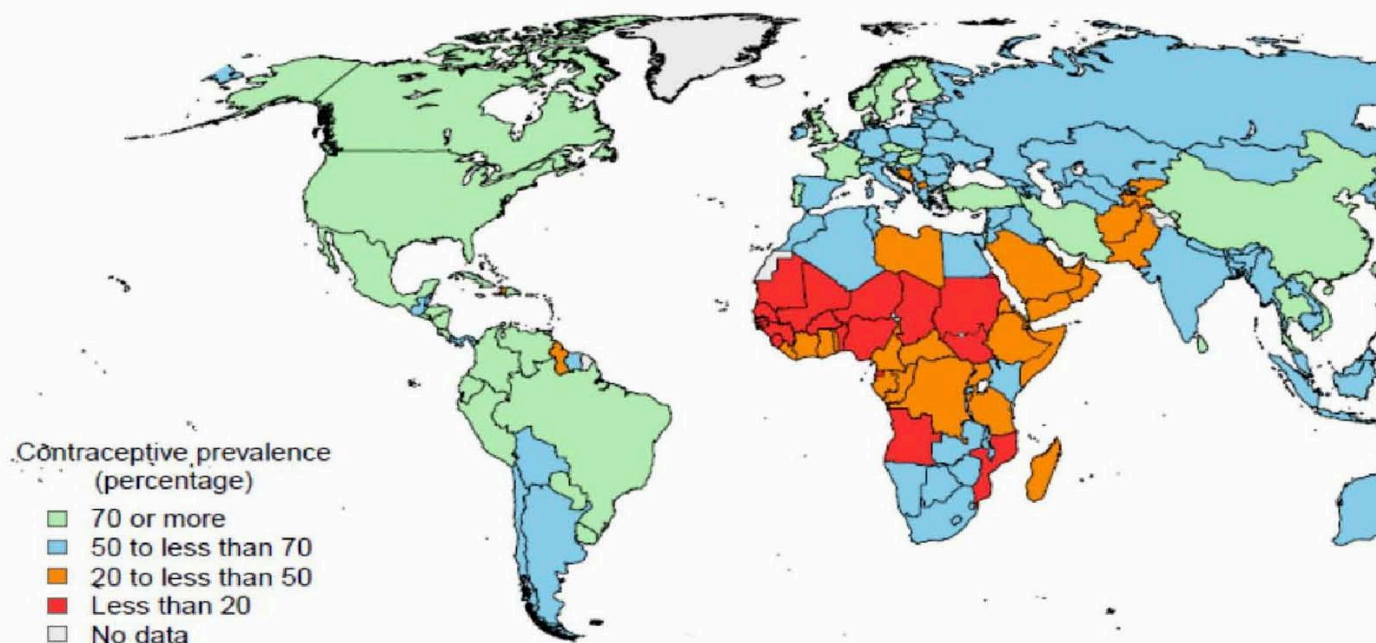 Contraceptive prevalence
(percentage)
70 or more
50 to less than 70
20 to less than 50
Less than 20
No data